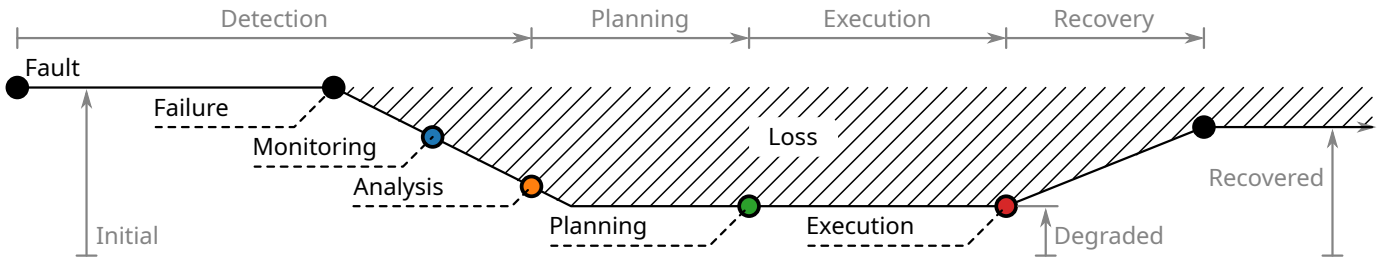 Detection
Planning
Execution
Recovery
Fault
Failure
Monitoring
Loss
Analysis
Recovered
Planning
Execution
Initial
Degraded